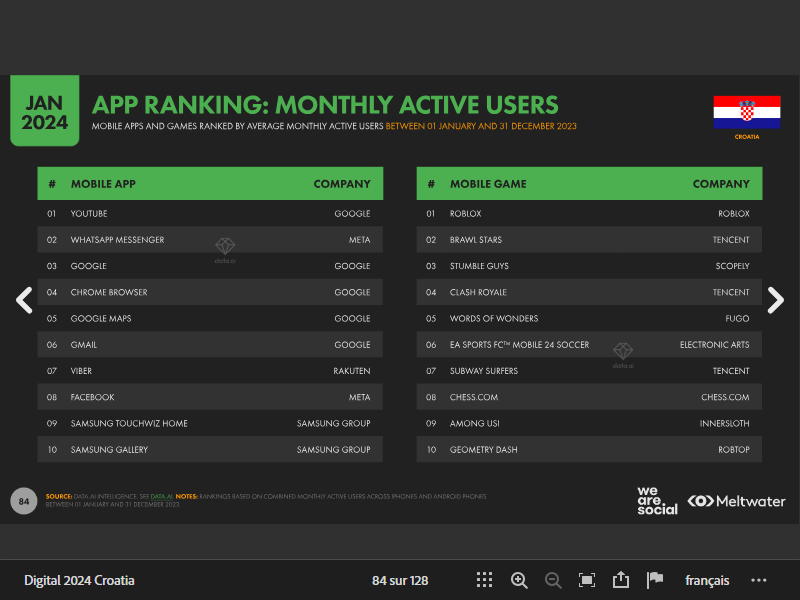 JAN
2024
APP RANKING: MONTHLY ACTIVE USERS
MOBILE APPS AND GAMES RANKED BY AVERAGE MONTHLY ACTIVE USERS BETWEEN 01 JANUARY AND 31 DECEMBER 2023
CROATIA
# MOBILE APP COMPANY
01 YOUTUBE GOOGLE
02 WHATSAPP MESSENGER META
03 GOOGLE GOOGLE
04 CHROME BROWSER GOOGLE
05 GOOGLE MAPS GOOGLE
06 GMAIL GOOGLE
07 VIBER RAKUTEN
08 FACEBOOK META
09 SAMSUNG TOUCHWIZ HOME SAMSUNG GROUP
10 SAMSUNG GALLERY SAMSUNG GROUP
data.ai
# MOBILE GAME COMPANY
01 ROBLOX ROBLOX
02 BRAWL STARS TENCENT
03 STUMBLE GUYS SCOPELY
04 CLASH ROYALE TENCENT
05 WORDS OF WONDERS FUGO
06 EA SPORTS FC™ MOBILE 24 SOCCER ELECTRONIC ARTS
07 SUBWAY SURFERS TENCENT
08 CHESS.COM CHESS.COM
09 AMONG US! INNERSLOTH
10 GEOMETRY DASH ROBTOP
data.ai
84
SOURCE: DATA.AI INTELLIGENCE. SEE DATA.AI. NOTES: RANKINGS BASED ON COMBINED MONTHLY ACTIVE USERS ACROSS IPHONES AND ANDROID PHONES
BETWEEN 01 JANUARY AND 31 DECEMBER 2023.
we
are.
social
Meltwater
Digital 2024 Croatia
84 sur 128
français